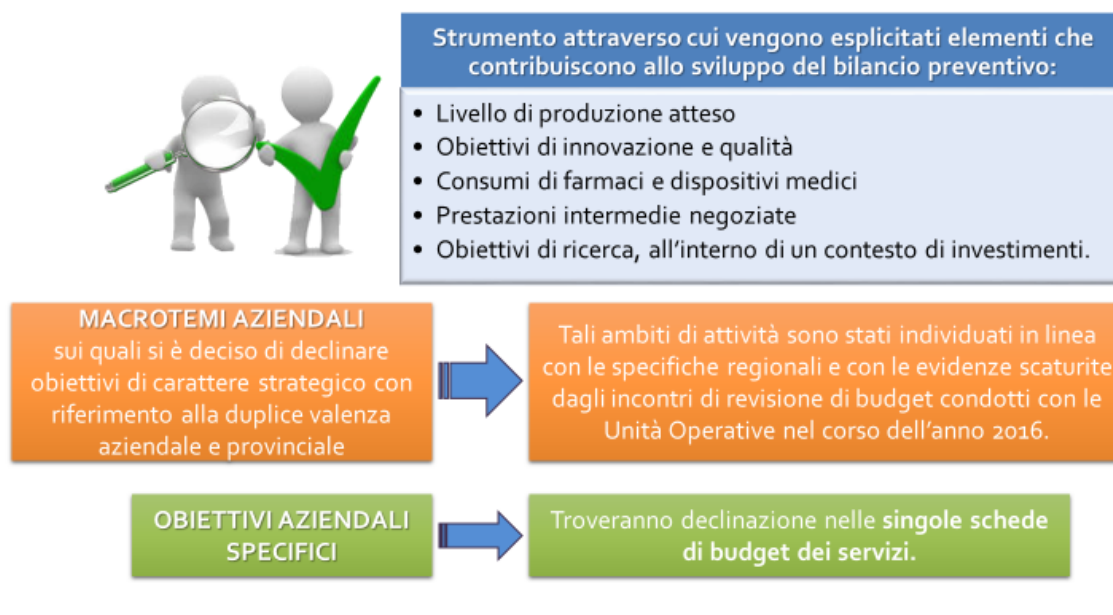 Strumento attraverso cui vengono esplicitati elementi che
contribuiscono allo sviluppo del bilancio preventivo:
• Livello di produzione atteso
• Obiettivi di innovazione e qualità
• Consumi di farmaci e dispositivi medici
• Prestazioni intermedie negoziate
• Obiettivi di ricerca, all'interno di un contesto di investimenti.
MACROTEMI AZIENDALI
sui quali si è deciso di declinare
obiettivi di carattere strategico con
riferimento alla duplice valenza
aziendale e provinciale
Tali ambiti di attività sono stati individuati in linea
con le specifiche regionali e con le evidenze scaturite
dagli incontri di revisione di budget condotti con le
Unità Operative nel corso dell'anno 2016.
OBIETTIVI AZIENDALI
SPECIFICI
Troveranno declinazione nelle singole schede
di budget dei servizi.